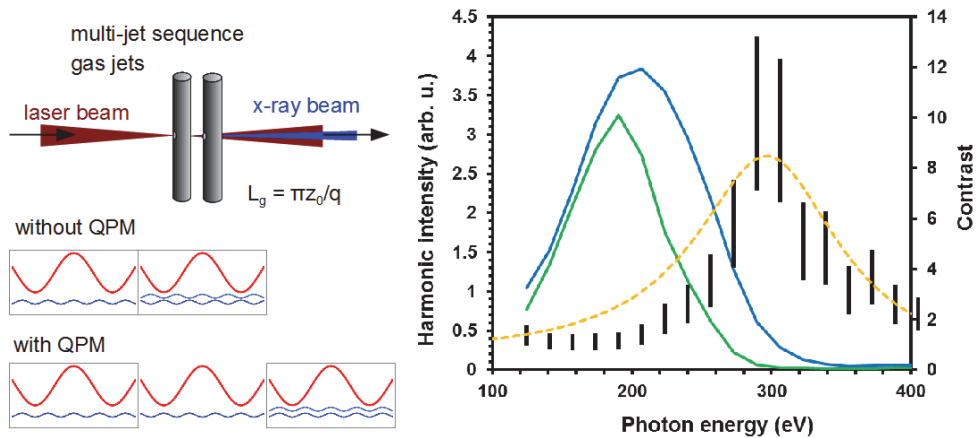 multi-jet sequence
gas jets
laser beam
x-ray beam
L_g = πz_0/q
without QPM
with QPM
Harmonic intensity (arb. u.)
4.5
4
3.5
3
2.5
2
1.5
1
0.5
0
100
200
300
400
Photon energy (eV)
14
12
10
8
6
4
2
0
Contrast